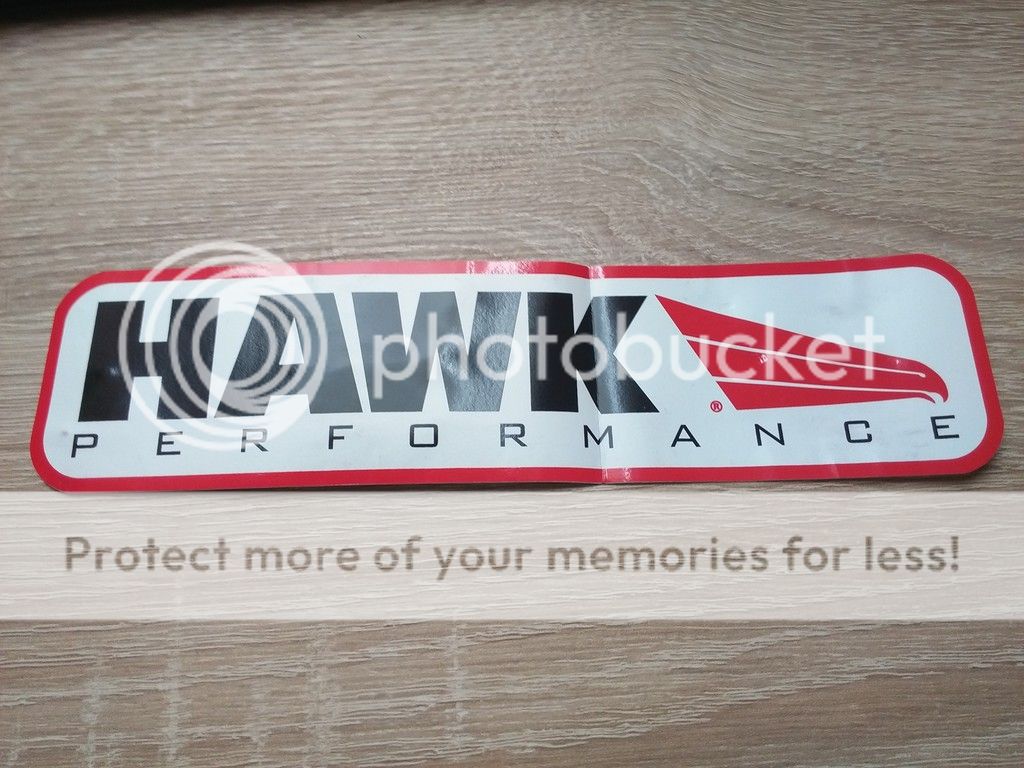 HAWK
®
PERFORMANCE
photobucket
Protect more of your memories for less!